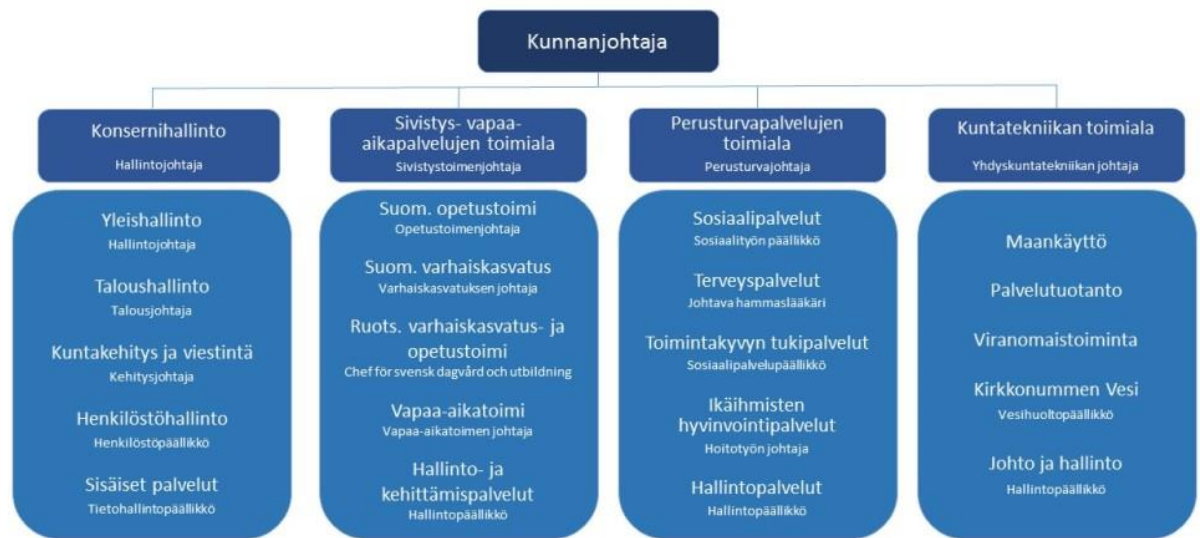 Kunnanjohtaja
Konsernihallinto
Hallintojohtaja
Yleishallinto
Hallintojohtaja
Taloushallinto
Talousjohtaja
Kuntakehitys ja viestintä
Kehitysjohtaja
Henkilöstöhallinto
Henkilöstöpäällikkö
Sisäiset palvelut
Tietohallintopäällikkö
Sivistys- vapaa-
aikapalvelujen toimiala
Sivistystoimenjohtaja
Suom. opetustoimi
Opetustoimenjohtaja
Suom. varhaiskasvatus
Varhaiskasvatuksen johtaja
Ruots. varhaiskasvatus- ja
opetustoimi
Chef för svensk dagvård och utbildning
Vapaa-aikatoimi
Vapaa-aikatoimen johtaja
Hallinto- ja
kehittämispalvelut
Hallintopäällikkö
Perusturvapalvelujen
toimiala
Perusturvajohtaja
Sosiaalipalvelut
Sosiaalityön päällikkö
Terveyspalvelut
Johtava hammaslääkäri
Toimintakyvyn tukipalvelut
Sosiaalipalvelupäällikkö
Ikäihmisten
hyvinvointipalvelut
Hoitotyön johtaja
Hallintopalvelut
Hallintopäällikkö
Kuntatekniikan toimiala
Yhdyskuntatekniikan johtaja
Maankäyttö
Palvelutuotanto
Viranomaistoiminta
Kirkkonummen Vesi
Vesihuoltopäällikkö
Johto ja hallinto
Hallintopäällikkö